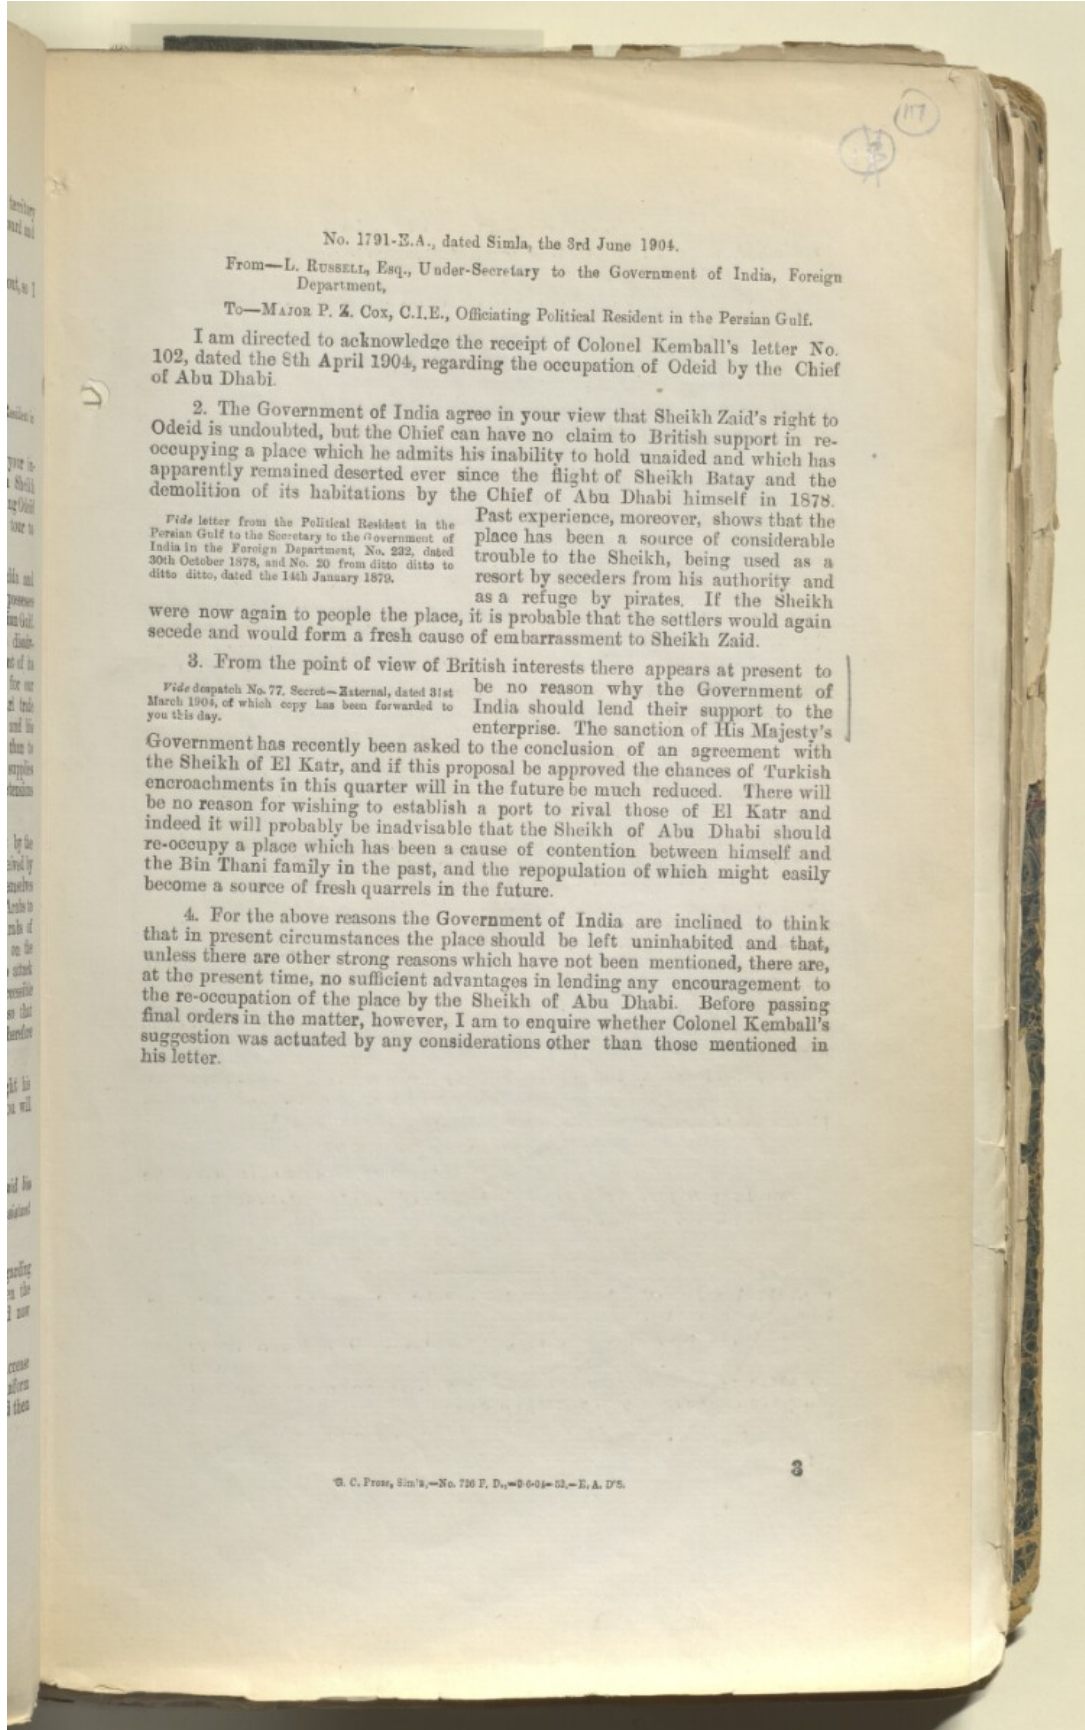 117
No. 1791-E.A., dated Simla, the 3rd June 1904.
From—L. RUSSELL, Esq., Under-Secretary to the Government of India, Foreign
Department,
To—MAJOR P. Z. Cox, C.I.E., Officiating Political Resident in the Persian Gulf.
I am directed to acknowledge the receipt of Colonel Kemball's letter No.
102, dated the 8th April 1904, regarding the occupation of Odeid by the Chief
of Abu Dhabi.
2. The Government of India agree in your view that Sheikh Zaid's right to
Odeid is undoubted, but the Chief can have no claim to British support in re-
occupying a place which he admits his inability to hold unaided and which has
apparently remained deserted ever since the flight of Sheikh Batay and the
demolition of its habitations by the Chief of Abu Dhabi himself in 1878.
Vide letter from the Political Resident in the
Persian Gulf to the Secretary to the Government of
India in the Foreign Department, No. 232, dated
30th October 1878, and No. 20 from ditto ditto to
ditto ditto, dated the 14th January 1879.
Past experience, moreover, shows that the
place has been a source of considerable
trouble to the Sheikh, being used as a
resort by seceders from his authority and
as a refuge by pirates. If the Sheikh
were now again to people the place, it is probable that the settlers would again
secede and would form a fresh cause of embarrassment to Sheikh Zaid.
3. From the point of view of British interests there appears at present to
Vide despatch No. 77, Secret—External, dated 31st
March 1904, of which copy has been forwarded to
you this day.
be no reason why the Government of
India should lend their support to the
enterprise. The sanction of His Majesty's
Government has recently been asked to the conclusion of an agreement with
the Sheikh of El Katr, and if this proposal be approved the chances of Turkish
encroachments in this quarter will in the future be much reduced. There will
be no reason for wishing to establish a port to rival those of El Katr and
indeed it will probably be inadvisable that the Sheikh of Abu Dhabi should
re-occupy a place which has been a cause of contention between himself and
the Bin Thani family in the past, and the repopulation of which might easily
become a source of fresh quarrels in the future.
4. For the above reasons the Government of India are inclined to think
that in present circumstances the place should be left uninhabited and that,
unless there are other strong reasons which have not been mentioned, there are,
at the present time, no sufficient advantages in lending any encouragement to
the re-occupation of the place by the Sheikh of Abu Dhabi. Before passing
final orders in the matter, however, I am to enquire whether Colonel Kemball's
suggestion was actuated by any considerations other than those mentioned in
his letter.
3
G. C. Press, Simla,—No. 726 F. D.,—9-6-04—52,—E. A. D'S.